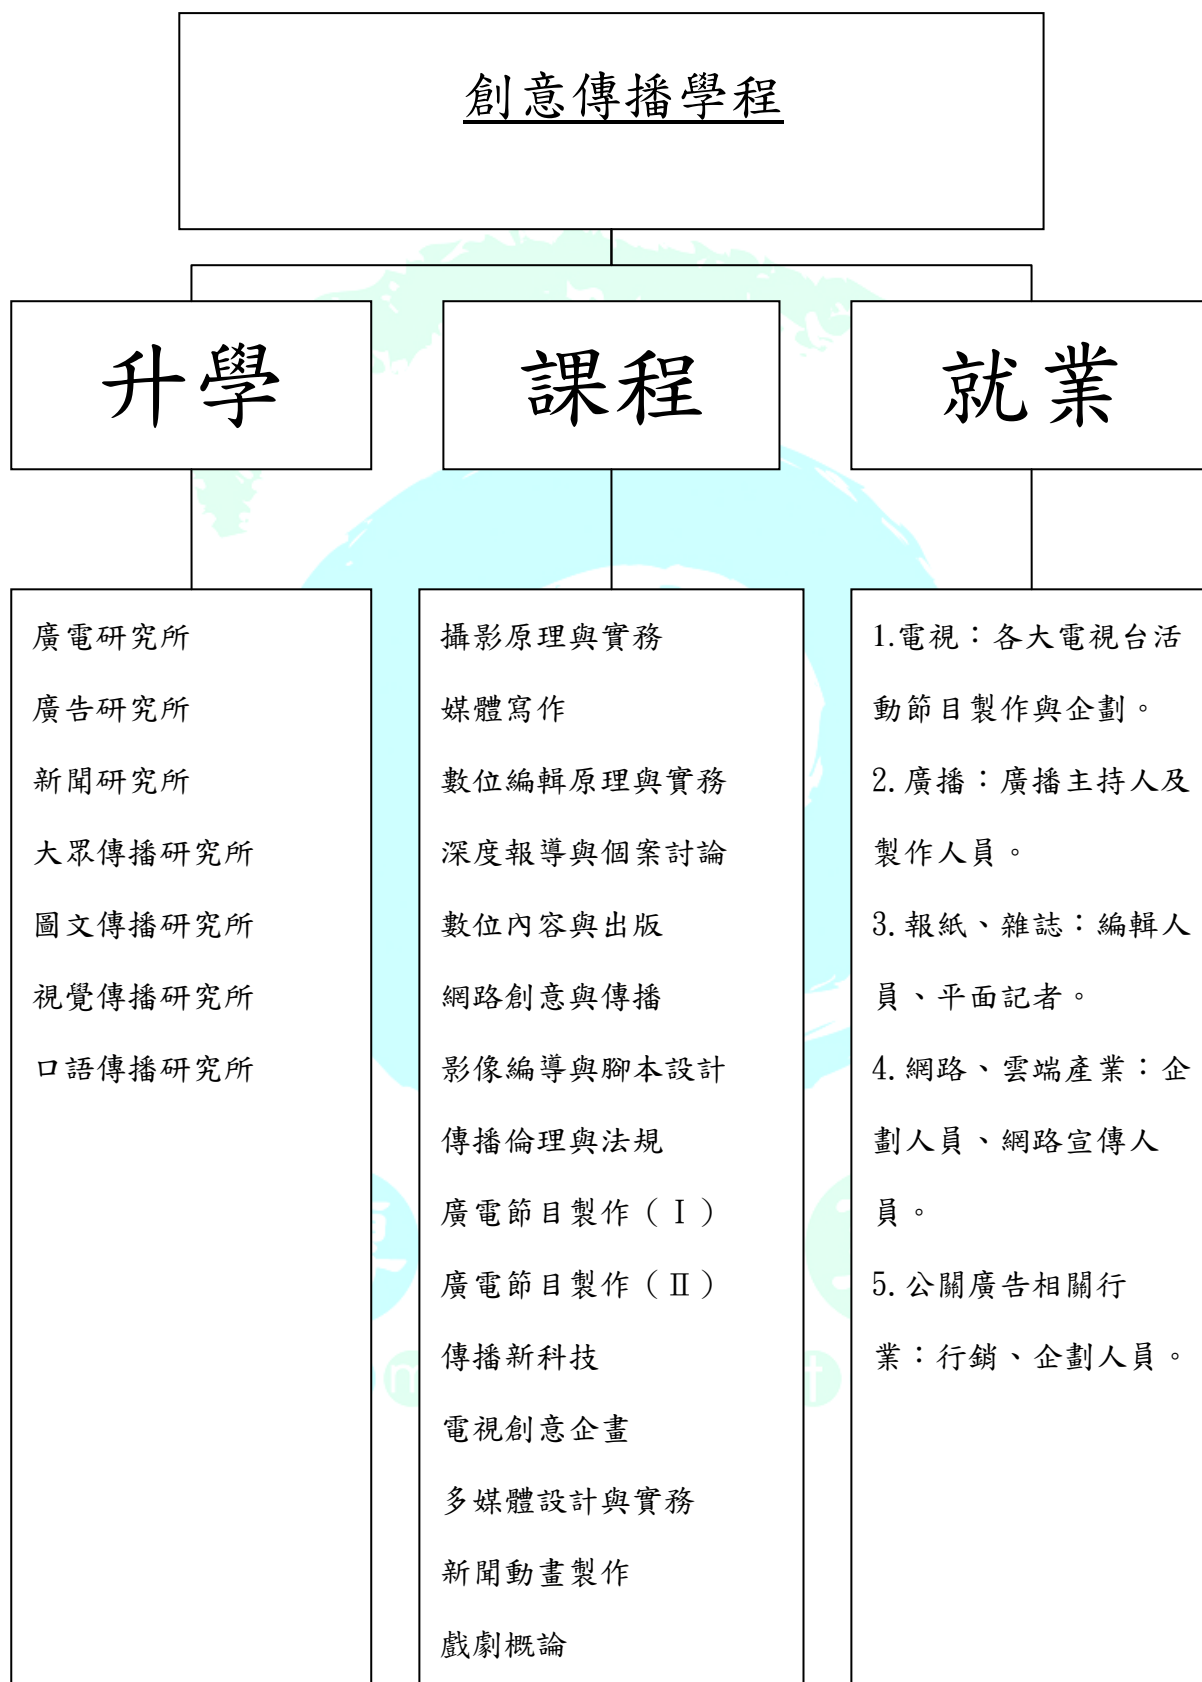 創意傳播學程
升學
課程
就業
廣電研究所
廣告研究所
新聞研究所
大眾傳播研究所
圖文傳播研究所
視覺傳播研究所
口語傳播研究所
攝影原理與實務
媒體寫作
數位編輯原理與實務
深度報導與個案討論
數位內容與出版
網路創意與傳播
影像編導與腳本設計
傳播倫理與法規
廣電節目製作（Ⅰ）
廣電節目製作（Ⅱ）
傳播新科技
電視創意企畫
多媒體設計與實務
新聞動畫製作
戲劇概論
1.電視：各大電視台活
動節目製作與企劃。
2.廣播：廣播主持人及
製作人員。
3.報紙、雜誌：編輯人
員、平面記者。
4.網路、雲端產業：企
劃人員、網路宣傳人
員。
5.公關廣告相關行
業：行銷、企劃人員。